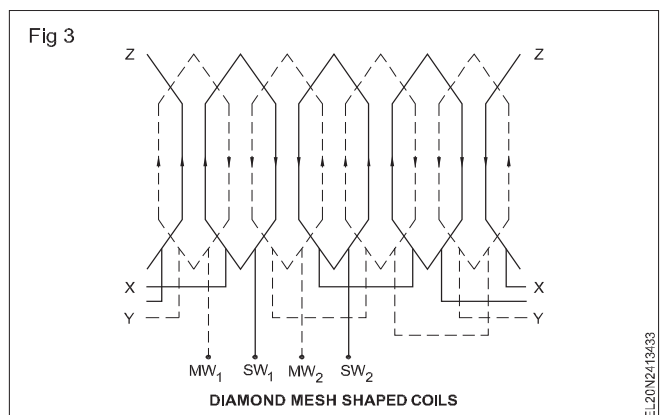 Fig 3
Z Z
X X
Y Y
MW₁ SW₁ MW₂ SW₂
DIAMOND MESH SHAPED COILS
EL20N2413433